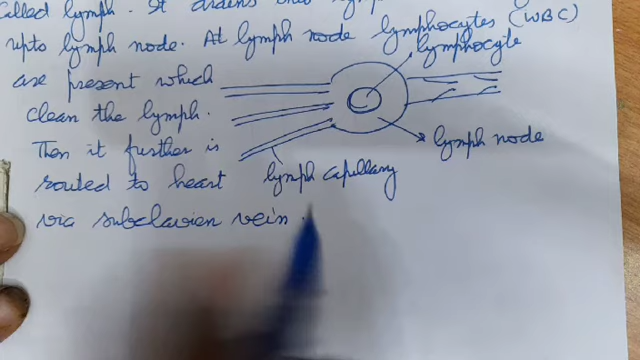 called lymph. It drains into lymph
upto lymph node. At lymph node lymphocytes (WBC)
lymphocyte
are present which
clean the lymph.
Then it further is
lymph node
routed to heart
lymph capillary
via subclavien vein.